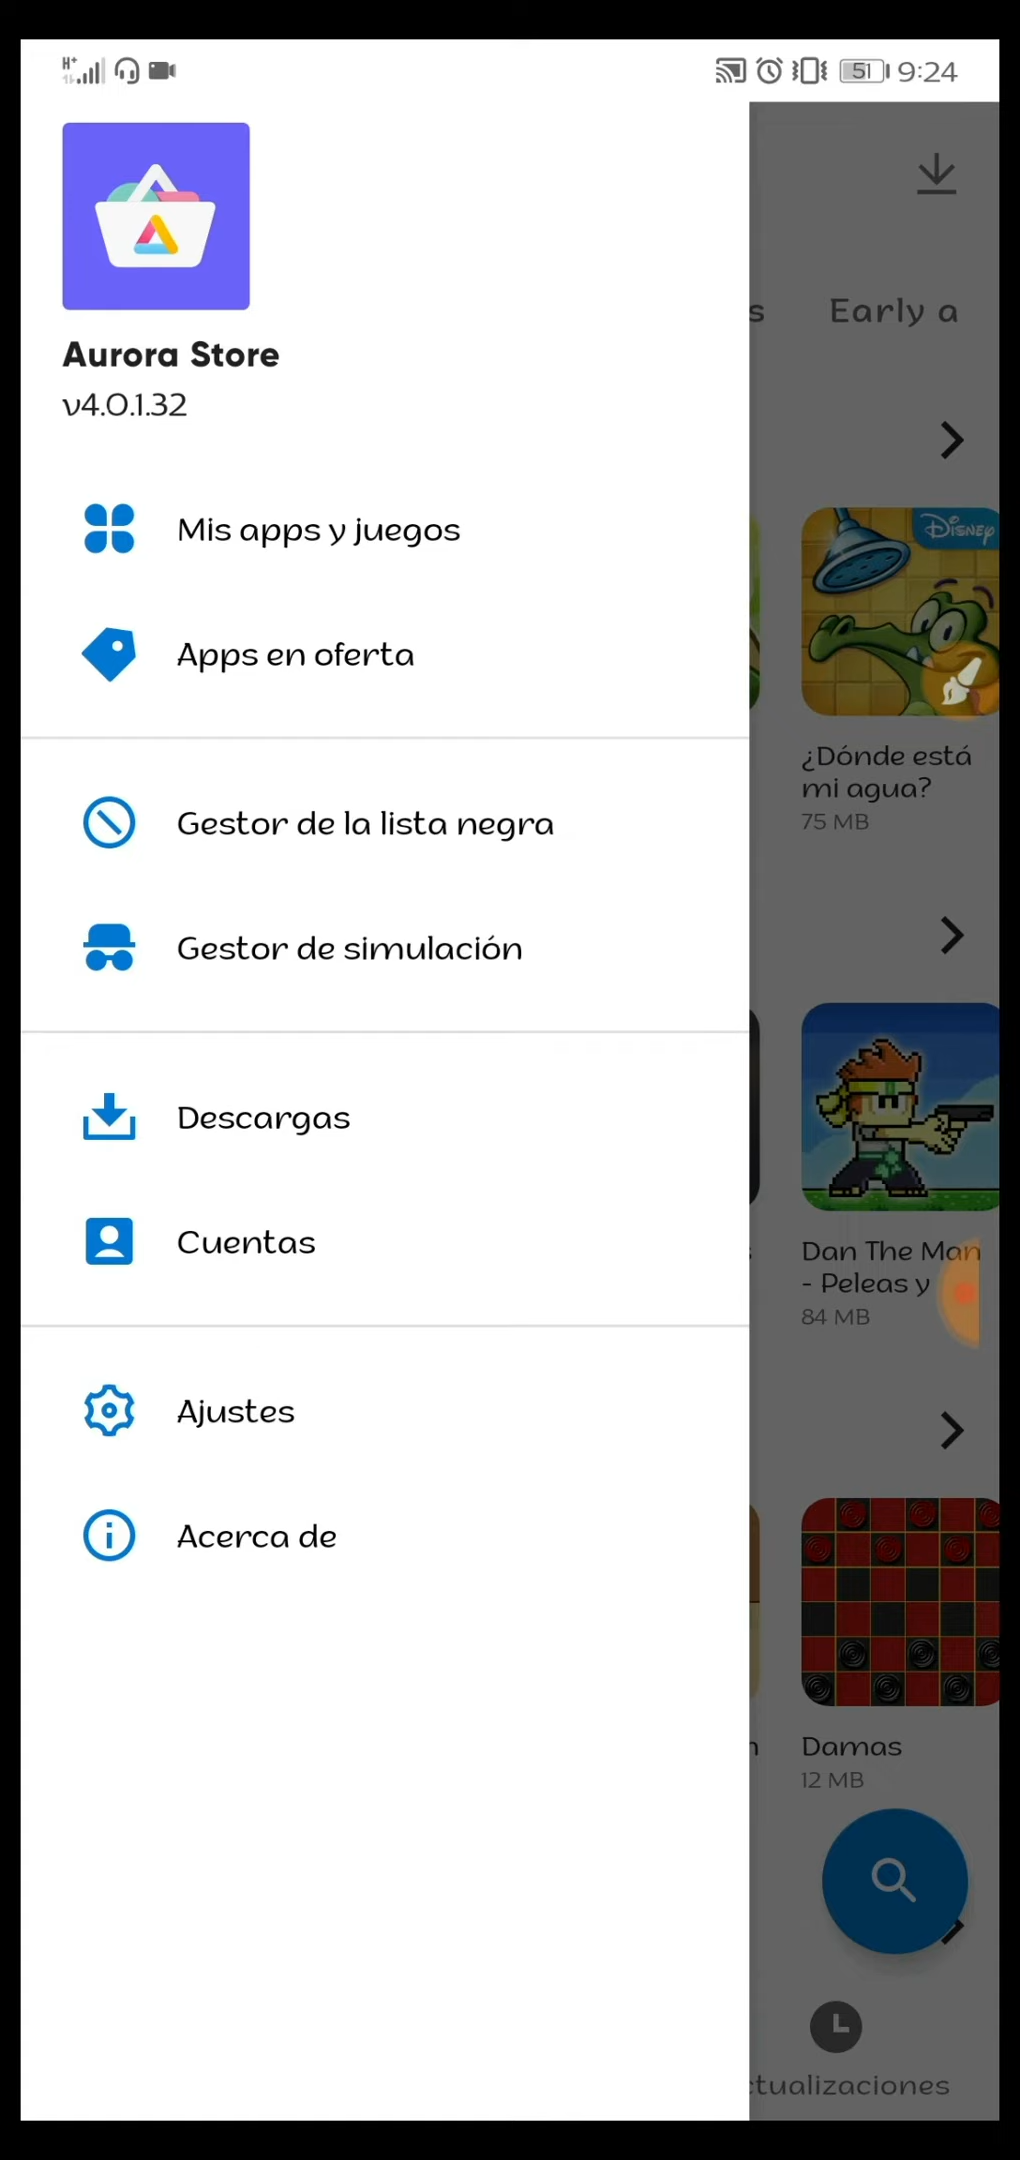 H+
51
9:24
Aurora Store
v4.0.1.32
Mis apps y juegos
Apps en oferta
Gestor de la lista negra
Gestor de simulación
Descargas
Cuentas
Ajustes
Acerca de
s
Early a
Disney
¿Dónde está
mi agua?
75 MB
Dan The Man
- Peleas y
84 MB
Damas
12 MB
ctualizaciones